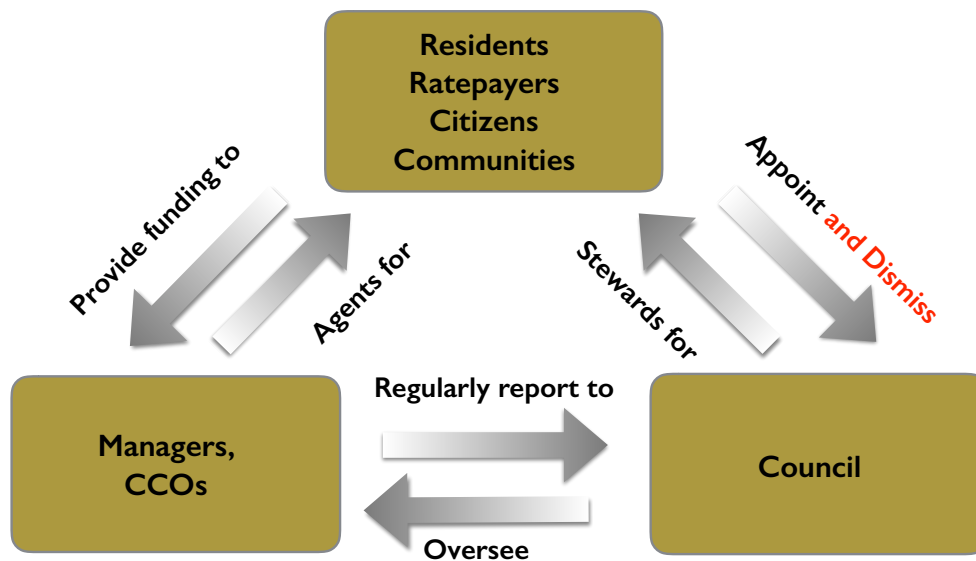 Residents
Ratepayers
Citizens
Communities
Provide funding to
Agents for
Stewards for
Appoint and Dismiss
Managers,
CCOs
Regularly report to
Oversee
Council